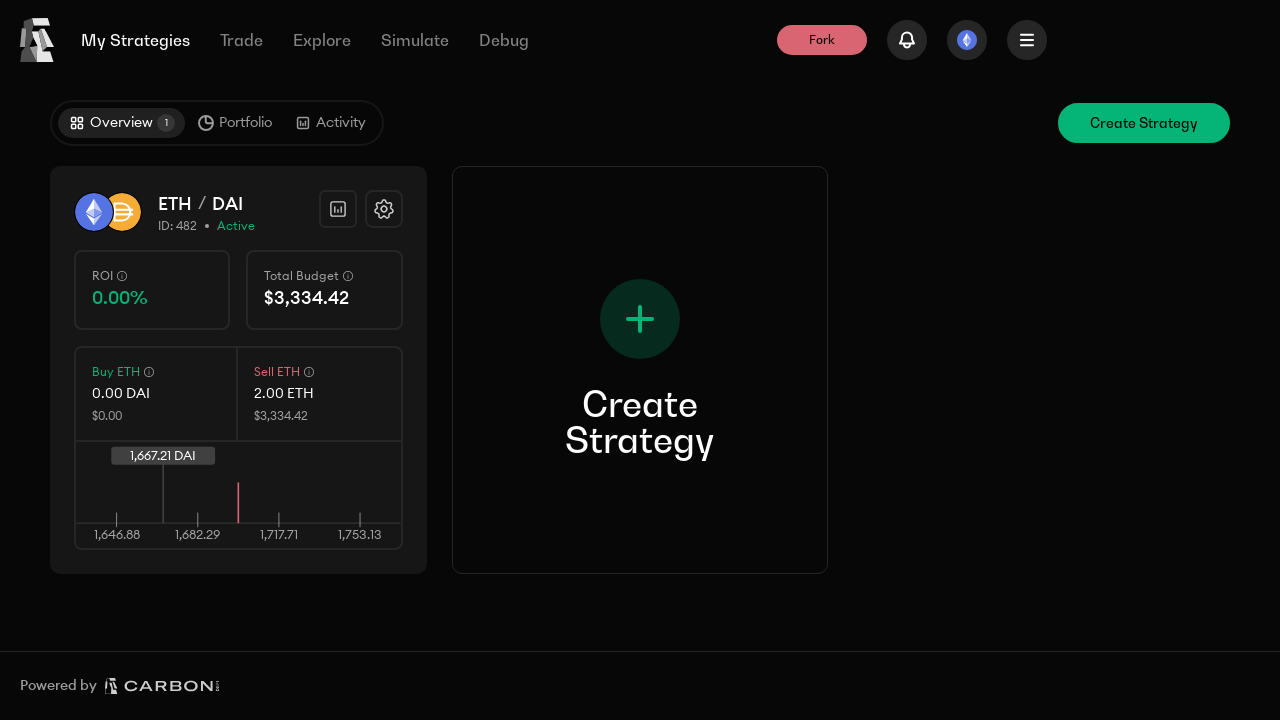 My Strategies
Trade
Explore
Simulate
Debug
Fork
Overview 1
Portfolio
Activity
Create Strategy
ETH / DAI
ID: 482 • Active
ROI
0.00%
Total Budget
$3,334.42
Buy ETH
0.00 DAI
$0.00
Sell ETH
2.00 ETH
$3,334.42
1,667.21 DAI
1,646.88
1,682.29
1,717.71
1,753.13
Create
Strategy
Powered by CARBON